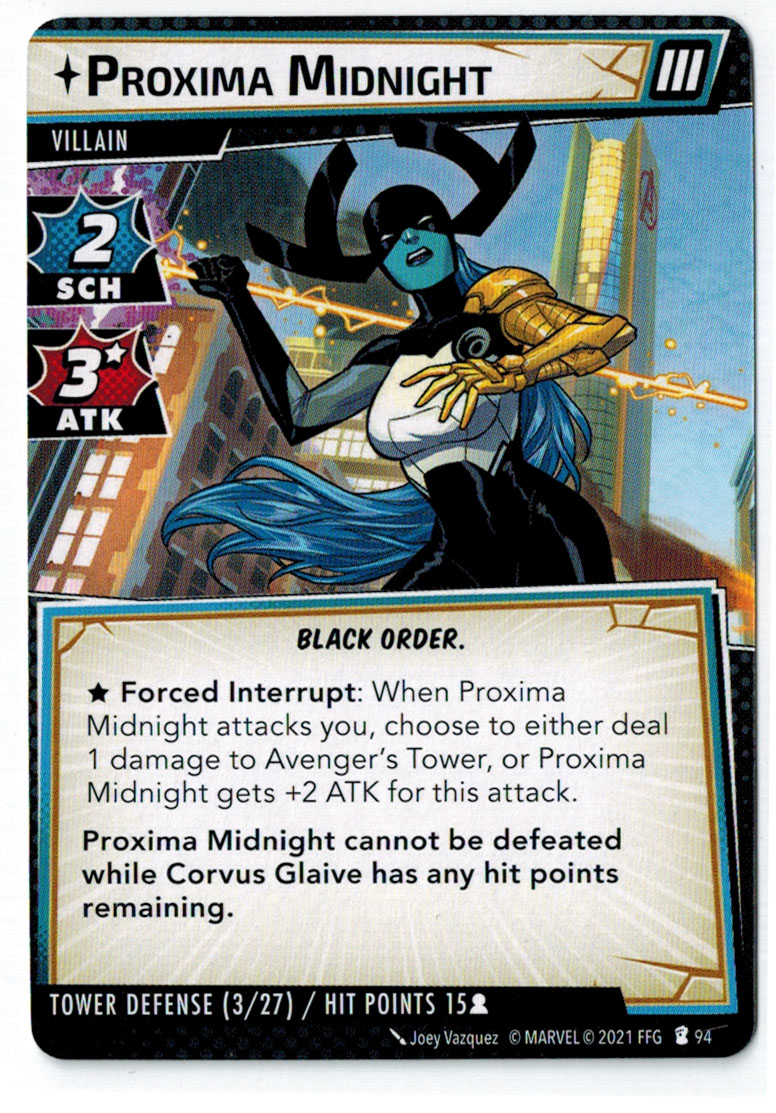 PROXIMA MIDNIGHT
III
VILLAIN
2
SCH
3★
ATK
A
BLACK ORDER.
★ Forced Interrupt: When Proxima
Midnight attacks you, choose to either deal
1 damage to Avenger's Tower, or Proxima
Midnight gets +2 ATK for this attack.
Proxima Midnight cannot be defeated
while Corvus Glaive has any hit points
remaining.
TOWER DEFENSE (3/27) / HIT POINTS 15
Joey Vazquez © MARVEL © 2021 FFG 94